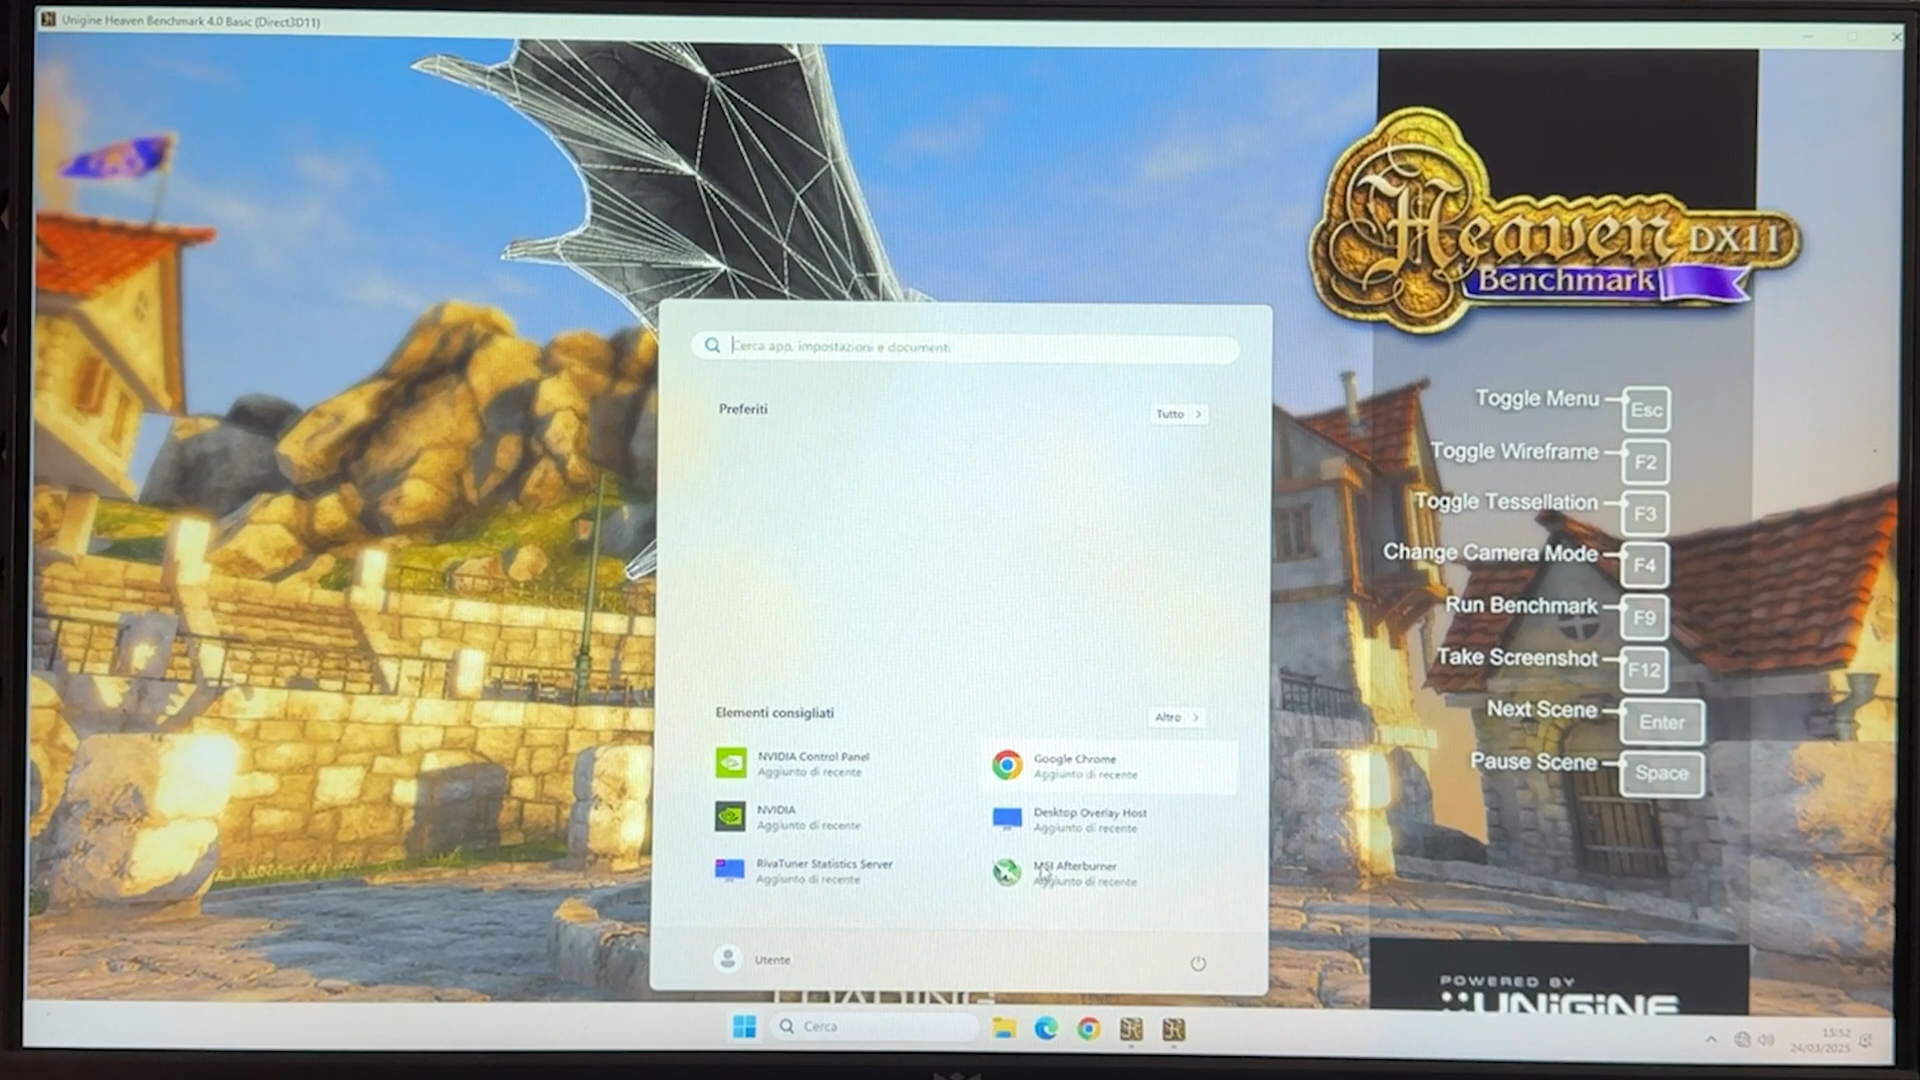 Unigine Heaven Benchmark 4.0 Basic (Direct3D11)
Heaven DX11
Benchmark
Cerca app, impostazioni e documenti
Preferiti
Tutto
Toggle Menu
Esc
Toggle Wireframe
F2
Toggle Tessellation
F3
Change Camera Mode
F4
Run Benchmark
F9
Take Screenshot
F12
Next Scene
Enter
Pause Scene
Space
Elementi consigliati
Altro
NVIDIA Control Panel
Aggiunto di recente
Google Chrome
Aggiunto di recente
NVIDIA
Aggiunto di recente
Desktop Overlay Host
Aggiunto di recente
RivaTuner Statistics Server
Aggiunto di recente
MSI Afterburner
Aggiunto di recente
Utente
LOADING
POWERED BY
UNIGINE
Cerca
15:52
24/03/2025